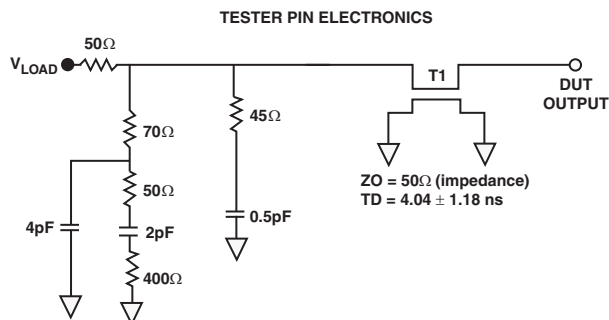 TESTER PIN ELECTRONICS
50Ω
VLOAD
T1
DUT
OUTPUT
70Ω
45Ω
50Ω
ZO = 50Ω (impedance)
TD = 4.04 ± 1.18 ns
4pF
2pF
0.5pF
400Ω